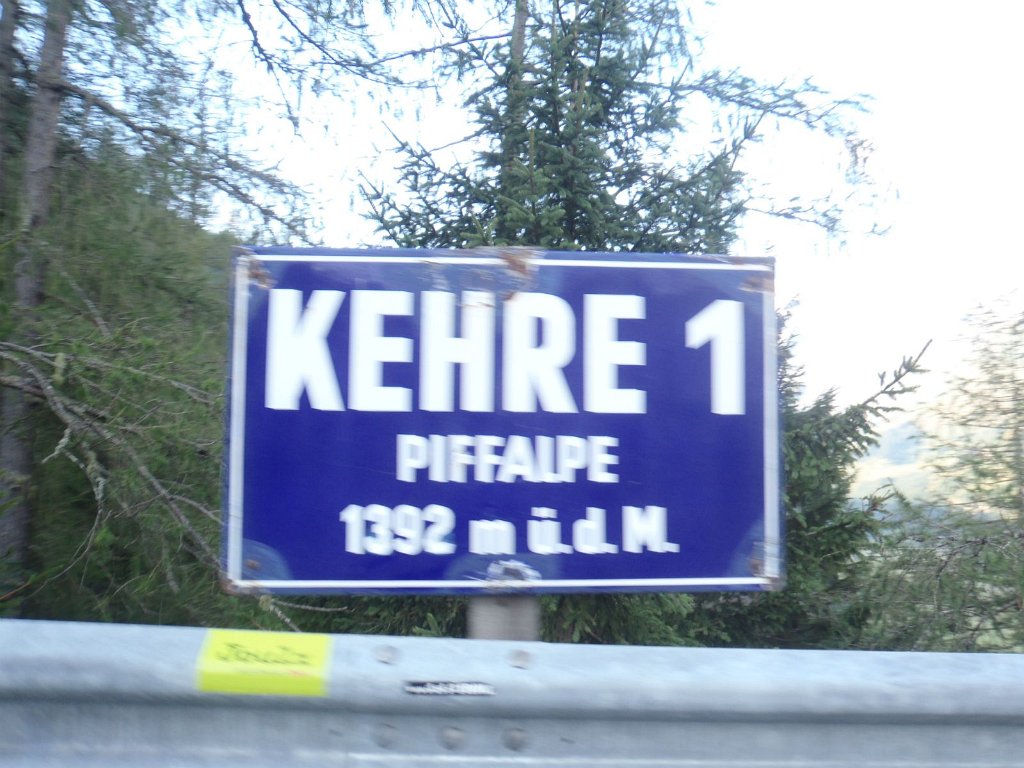 KEHRE 1
PIFFALPE
1392 m ü.d.M.